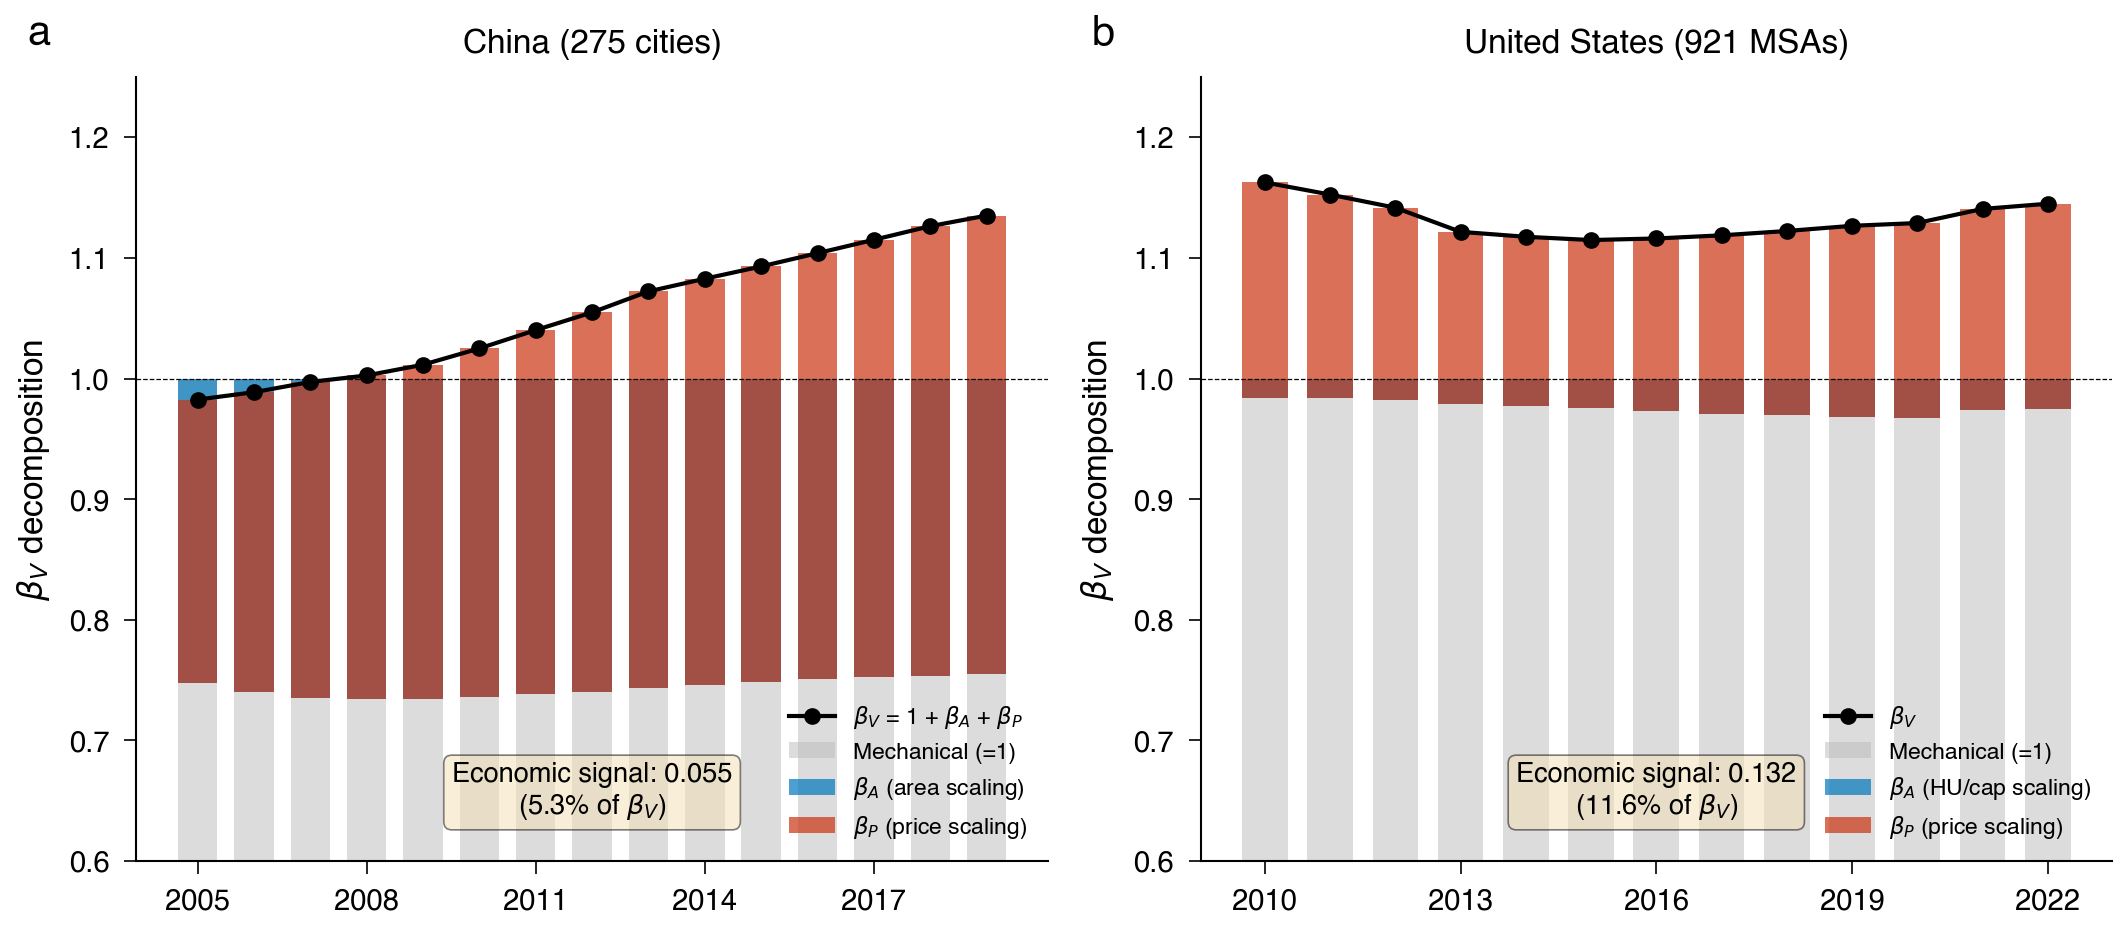 a
China (275 cities)
βV decomposition
1.2
1.1
1.0
0.9
0.8
0.7
0.6
2005
2008
2011
2014
2017
Economic signal: 0.055
(5.3% of βV)
βV = 1 + βA + βP
Mechanical (=1)
βA (area scaling)
βP (price scaling)
b
United States (921 MSAs)
βV decomposition
1.2
1.1
1.0
0.9
0.8
0.7
0.6
2010
2013
2016
2019
2022
Economic signal: 0.132
(11.6% of βV)
βV
Mechanical (=1)
βA (HU/cap scaling)
βP (price scaling)